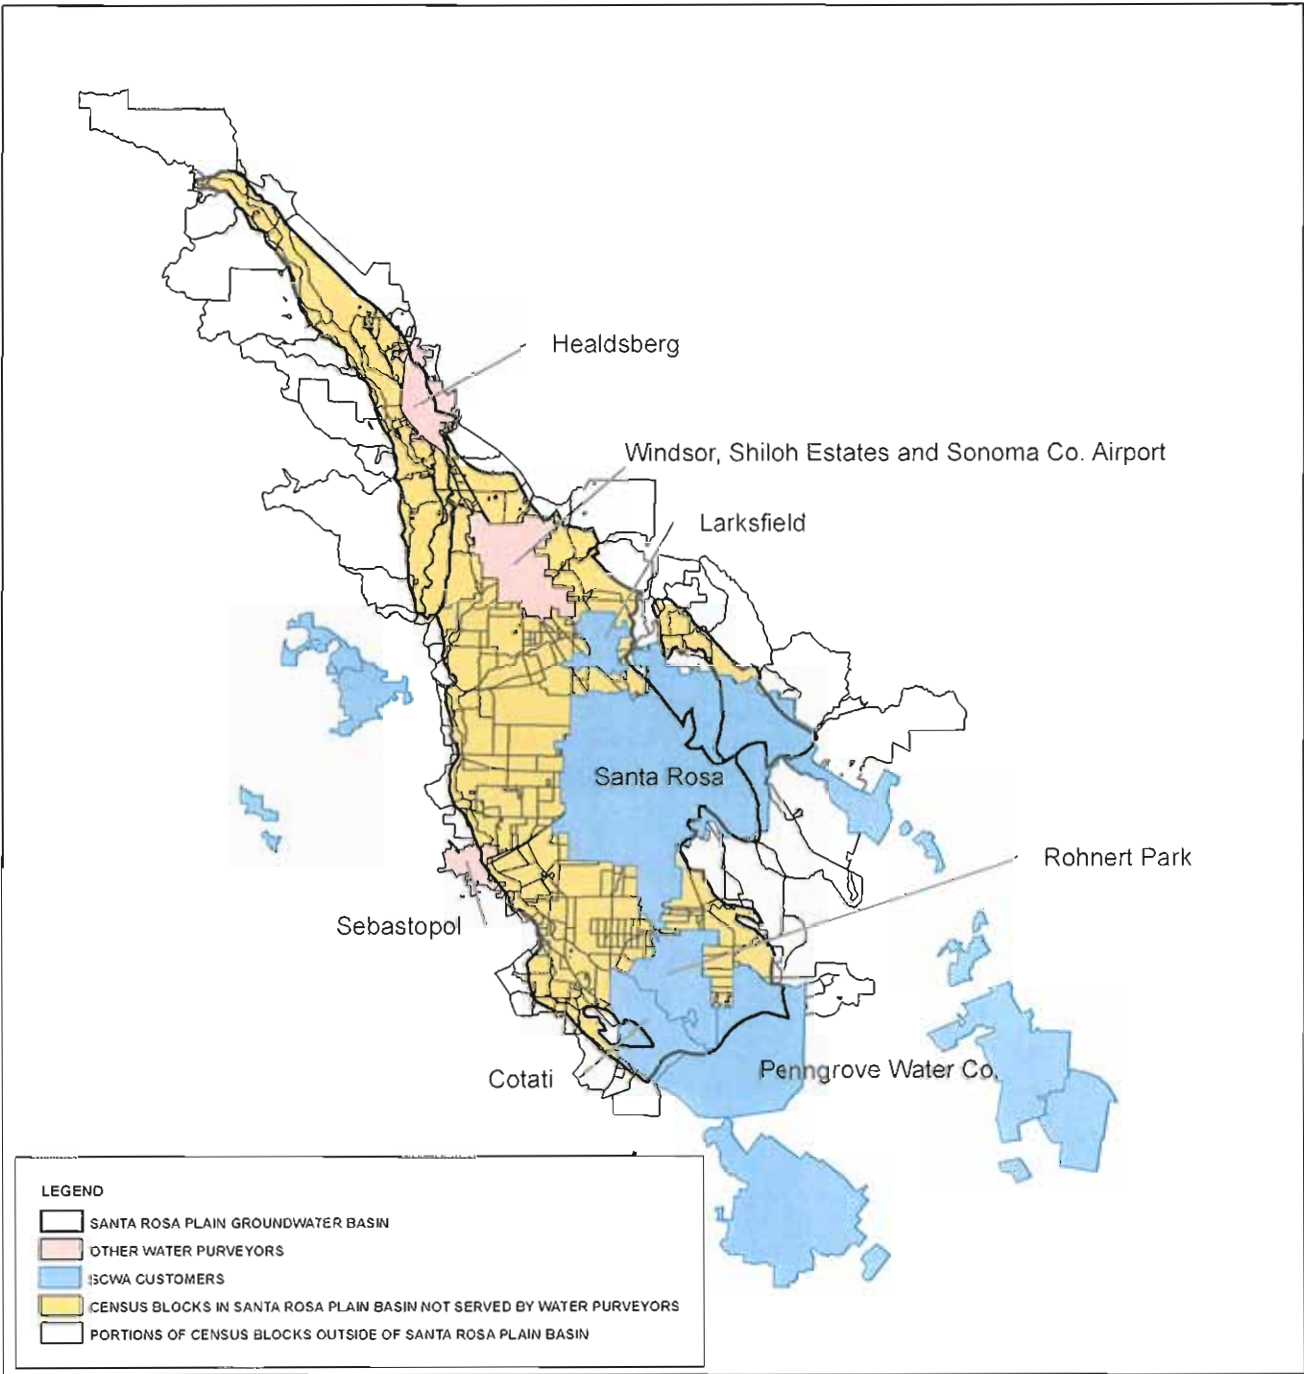 Healdsberg
Windsor, Shiloh Estates and Sonoma Co. Airport
Larksfield
Santa Rosa
Rohnert Park
Sebastopol
Penngrove Water Co.
Cotati
LEGEND
SANTA ROSA PLAIN GROUNDWATER BASIN
OTHER WATER PURVEYORS
SCWA CUSTOMERS
CENSUS BLOCKS IN SANTA ROSA PLAIN BASIN NOT SERVED BY WATER PURVEYORS
PORTIONS OF CENSUS BLOCKS OUTSIDE OF SANTA ROSA PLAIN BASIN